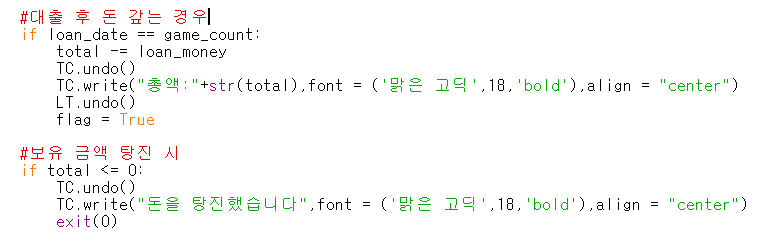 #대출 후 돈 갚는 경우
if loan_date == game_count:
    total -= loan_money
    TC.undo()
    TC.write("총액:"+str(total),font = ('맑은 고딕',18,'bold'),align = "center")
    LT.undo()
    flag = True
#보유 금액 탕진 시
if total <= 0:
    TC.undo()
    TC.write("돈을 탕진했습니다",font = ('맑은 고딕',18,'bold'),align = "center")
    exit(0)